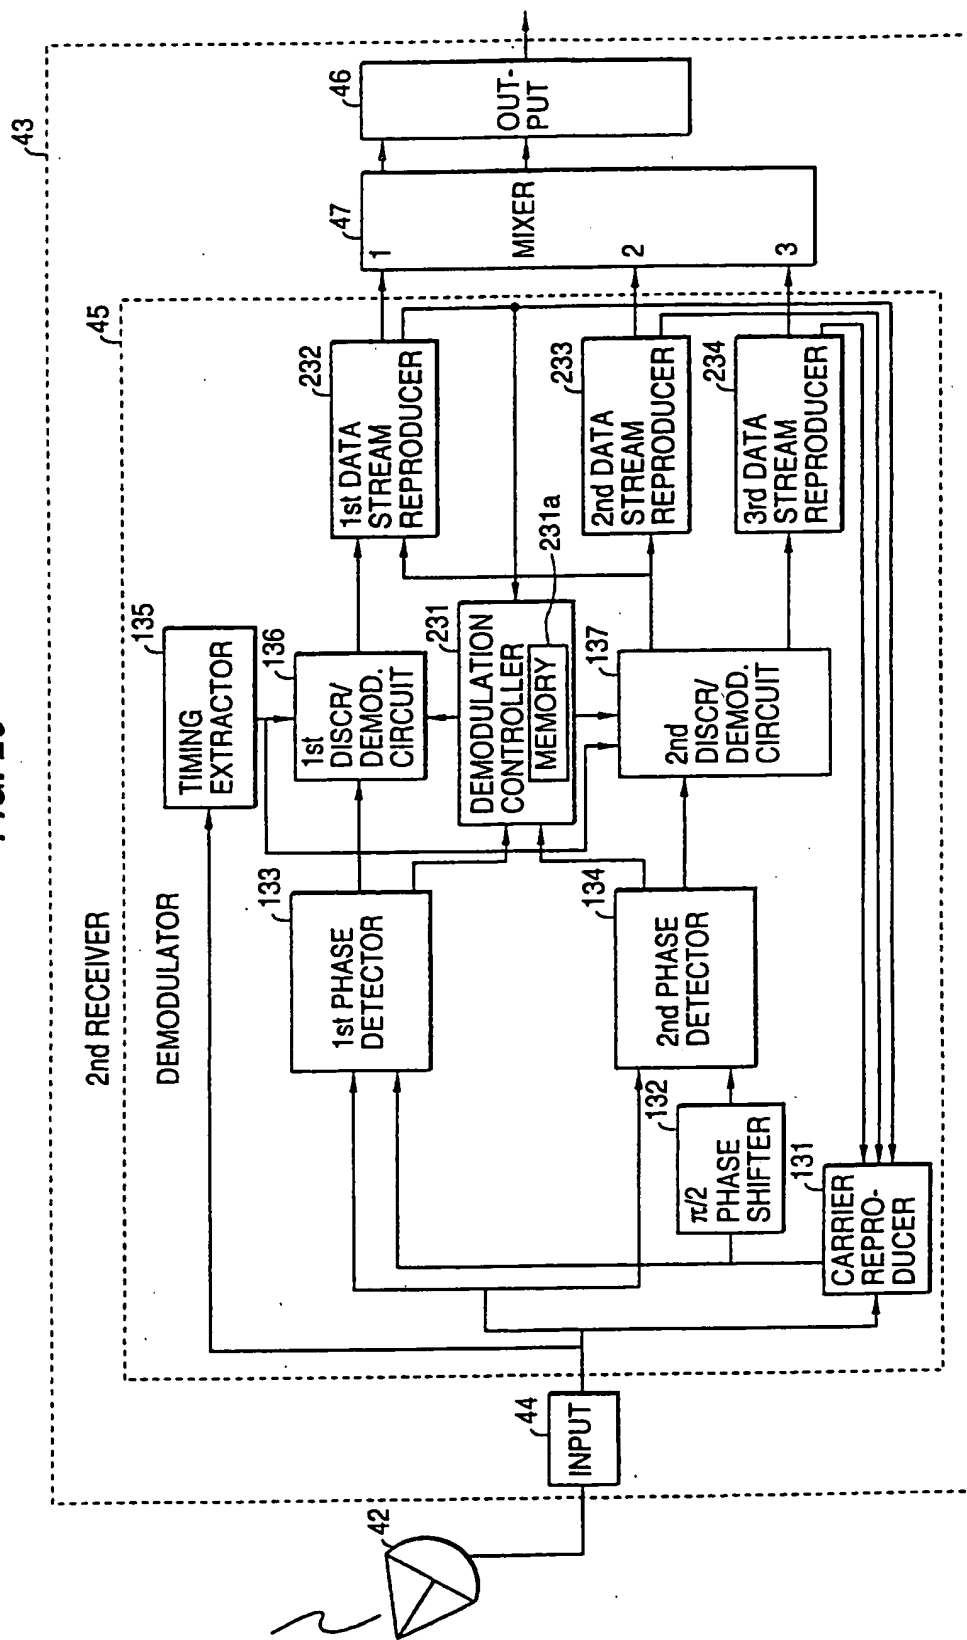 43
2nd RECEIVER
45
DEMODULATOR
42
44
INPUT
135
TIMING
EXTRACTOR
133
1st PHASE
DETECTOR
136
1st
DISCR/
DEMOD.
CIRCUIT
232
1st DATA
STREAM
REPRODUCER
231
DEMODULATION
CONTROLLER
MEMORY
231a
134
2nd PHASE
DETECTOR
132
π/2
PHASE
SHIFTER
131
CARRIER
REPRO-
DUCER
137
2nd
DISCR/
DEMOD.
CIRCUIT
233
2nd DATA
STREAM
REPRODUCER
234
3rd DATA
STREAM
REPRODUCER
47
1
MIXER
2
3
46
OUT-
PUT